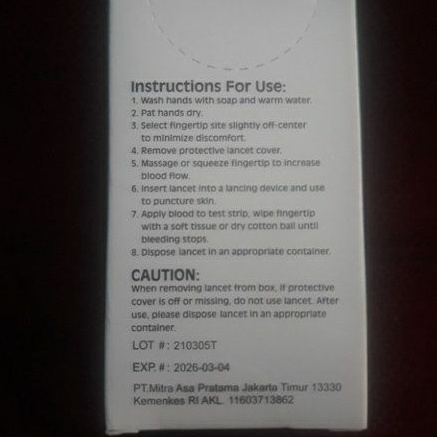 Instructions For Use:
1. Wash hands with soap and warm water.
2. Pat hands dry.
3. Select fingertip site slightly off-center
to minimize discomfort.
4. Remove protective lancet cover.
5. Massage or squeeze fingertip to increase
blood flow.
6. Insert lancet into a lancing device and use
to puncture skin.
7. Apply blood to test strip, wipe fingertip
with a soft tissue or dry cotton ball until
bleeding stops.
8. Dispose lancet in an appropriate container.
CAUTION:
When removing lancet from box, if protective
cover is off or missing, do not use lancet. After
use, please dispose lancet in an appropriate
container.
LOT #: 210305T
EXP. #: 2026-03-04
PT.Mitra Asa Pratama Jakarta Timur 13330
Kemenkes RI AKL. 11603713862